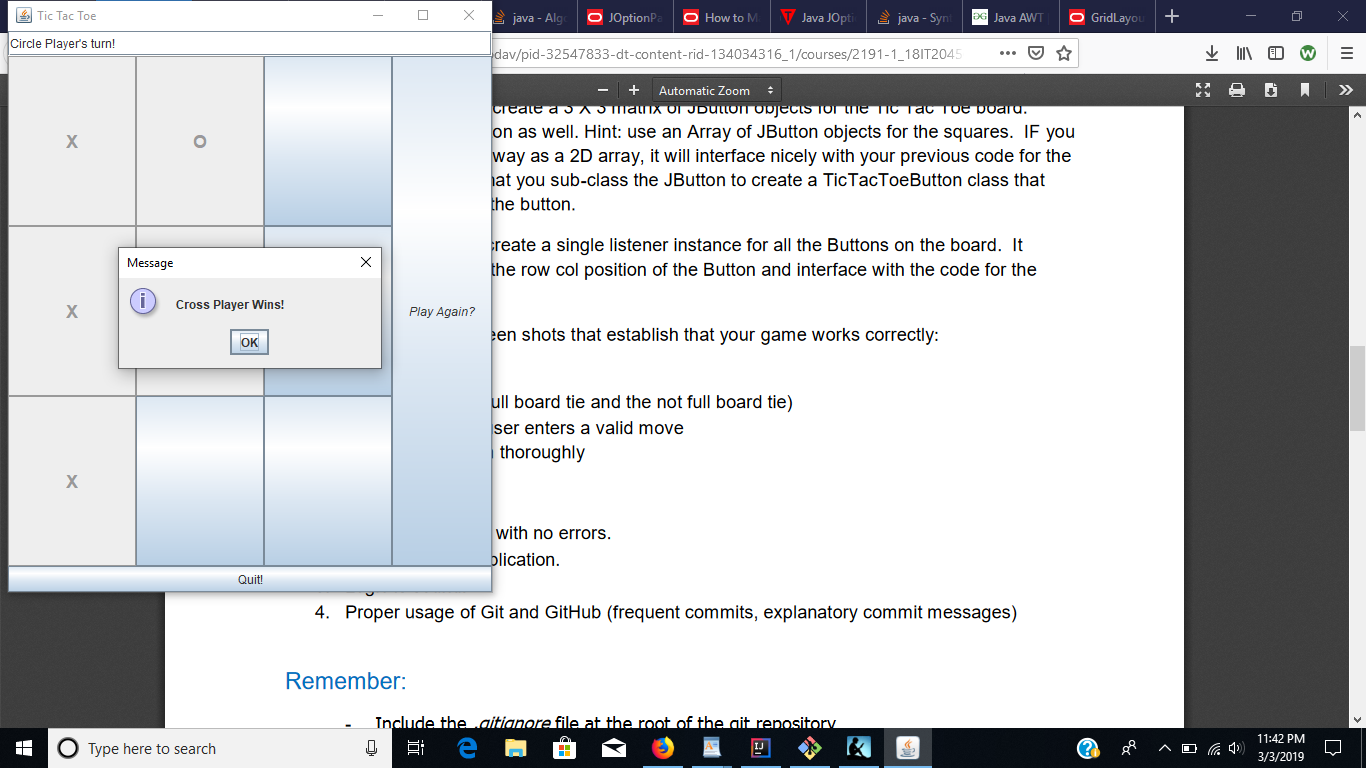 Tic Tac Toe
java - Alg
JOptionPa
How to M
Java JOpti
java - Syn
Java AWT
GridLayou
Circle Player's turn!
dav/pid-32547833-dt-content-rid-134034316_1/courses/2191-1_18IT2045
Automatic Zoom
create a 3 X 3 matrix of JButton objects for the Tic Tac Toe board.
on as well. Hint: use an Array of JButton objects for the squares. IF you
way as a 2D array, it will interface nicely with your previous code for the
at you sub-class the JButton to create a TicTacToeButton class that
the button.
X
O
create a single listener instance for all the Buttons on the board. It
the row col position of the Button and interface with the code for the
Message
Cross Player Wins!
OK
X
Play Again?
een shots that establish that your game works correctly:
ull board tie and the not full board tie)
ser enters a valid move
thoroughly
X
with no errors.
plication.
Quit!
4. Proper usage of Git and GitHub (frequent commits, explanatory commit messages)
Remember:
- Include the .gitignore file at the root of the git repository
Type here to search
11:42 PM
3/3/2019